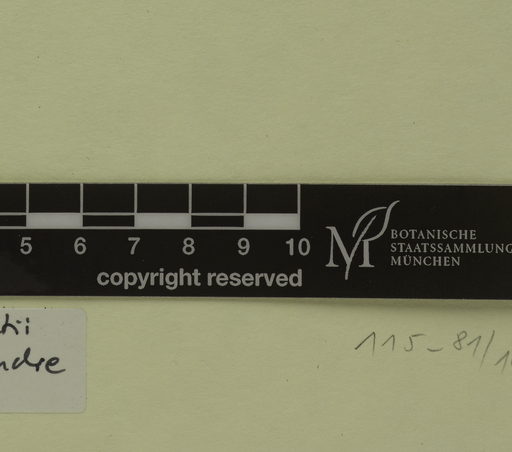 5 6 7 8 9 10
copyright reserved
BOTANISCHE
STAATSSAMMLUNG
MÜNCHEN
115-81/1